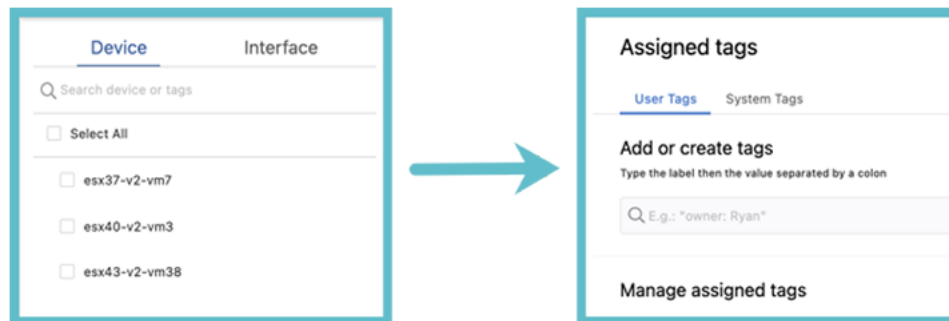 Device Interface
Search device or tags
Select All
esx37-v2-vm7
esx40-v2-vm3
esx43-v2-vm38
Assigned tags
User Tags System Tags
Add or create tags
Type the label then the value separated by a colon
E.g.: "owner: Ryan"
Manage assigned tags